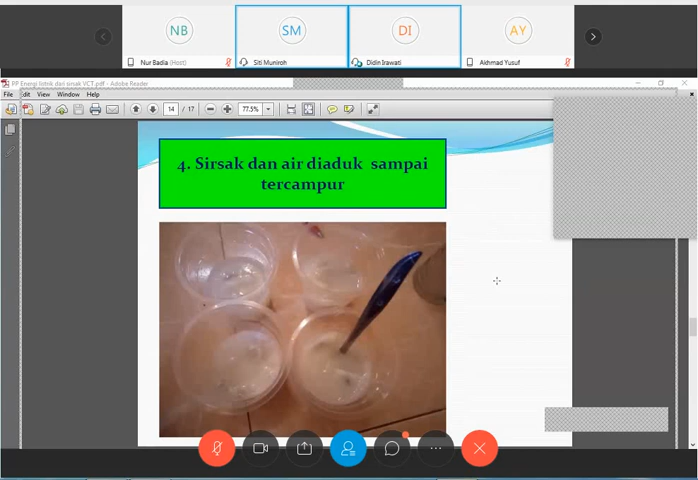 NB
SM
DI
AY
Nur Badia (Host)
Siti Muniroh
Didin Irawati
Akhmad Yusuf
PP Energi listrik dari sirsak VCT.pdf - Adobe Reader
File Edit View Window Help
14 / 17
77.5%
4. Sirsak dan air diaduk sampai
tercampur